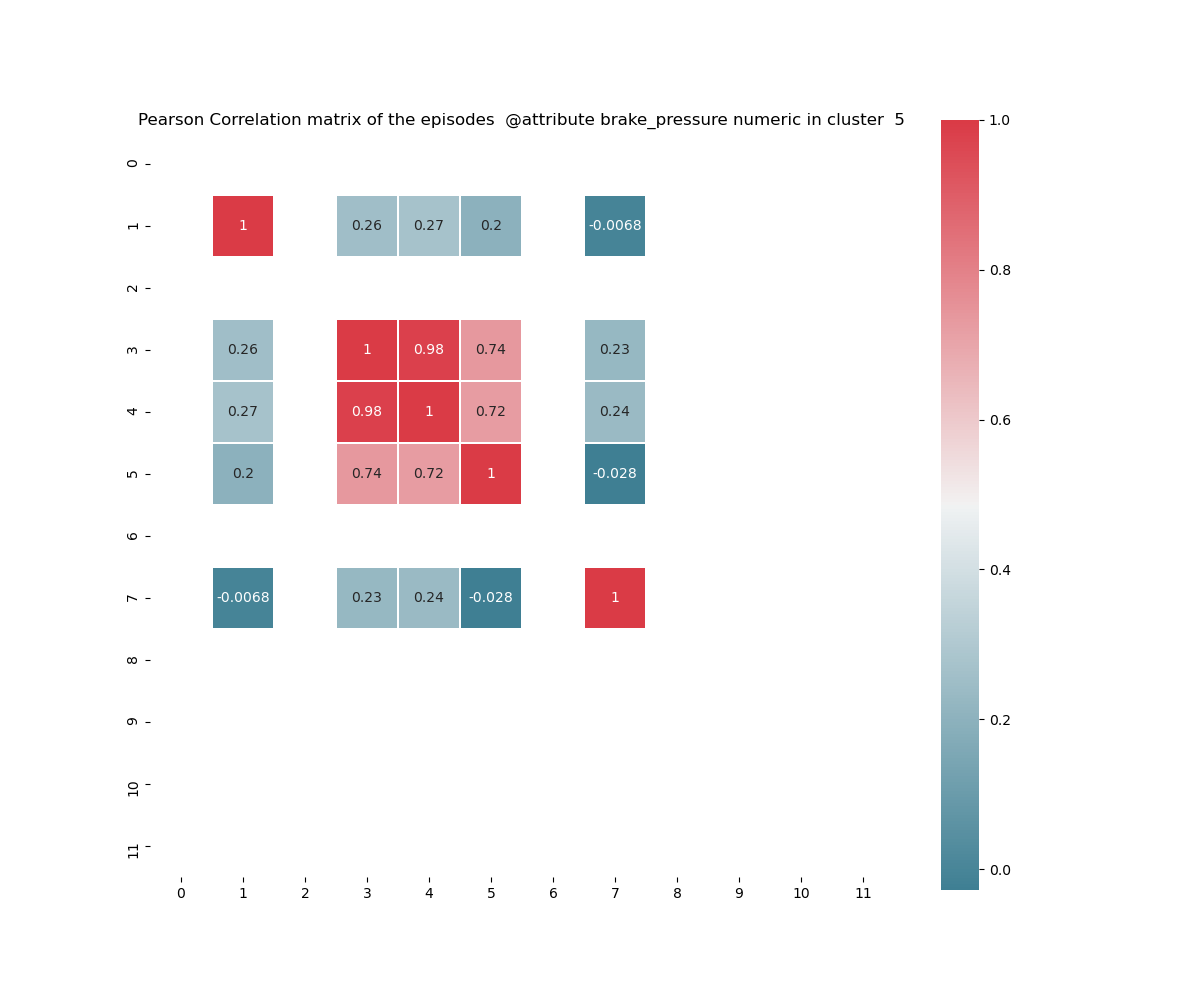 Pearson Correlation matrix of the episodes  @attribute brake_pressure numeric in cluster  5
1.0
0
1 1 0.26 0.27 0.2 -0.0068
0.8
2
3 0.26 1 0.98 0.74 0.23
0.6
4 0.27 0.98 1 0.72 0.24
5 0.2 0.74 0.72 1 -0.028
6
0.4
7 -0.0068 0.23 0.24 -0.028 1
8
9
0.2
10
11
0.0
0 1 2 3 4 5 6 7 8 9 10 11